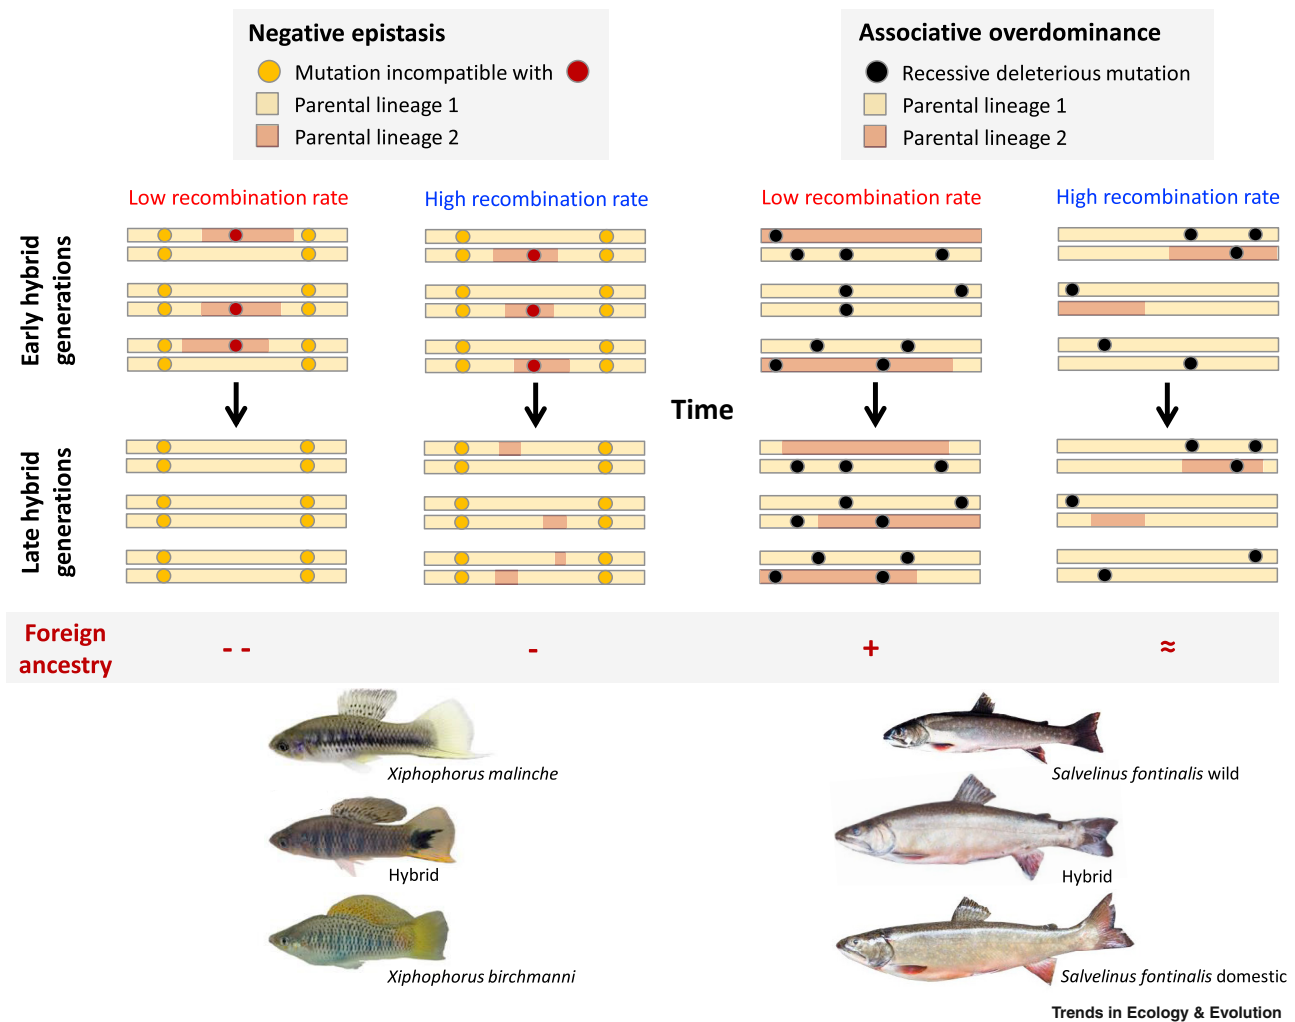 Negative epistasis
Mutation incompatible with
Parental lineage 1
Parental lineage 2
Associative overdominance
Recessive deleterious mutation
Parental lineage 1
Parental lineage 2
Low recombination rate
High recombination rate
Low recombination rate
High recombination rate
Early hybrid
generations
Time
Late hybrid
generations
Foreign
ancestry
- -
-
+
≈
Xiphophorus malinche
Hybrid
Xiphophorus birchmanni
Salvelinus fontinalis wild
Hybrid
Salvelinus fontinalis domestic
Trends in Ecology & Evolution